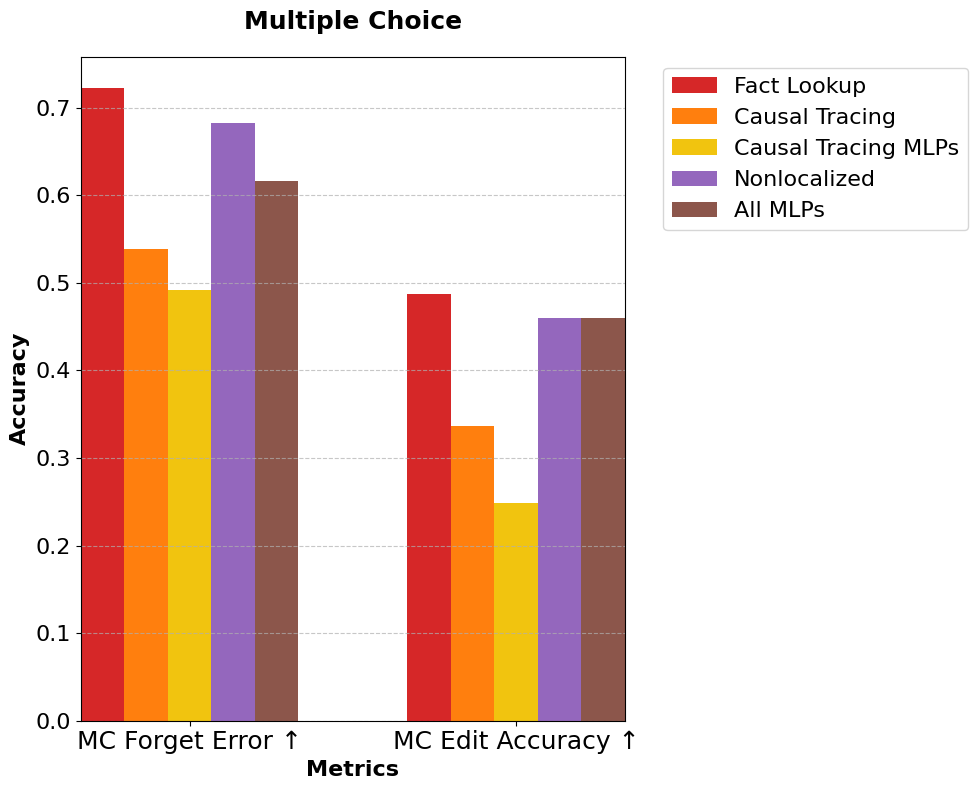 Multiple Choice
Fact Lookup
Causal Tracing
Causal Tracing MLPs
Nonlocalized
All MLPs
Accuracy
0.7
0.6
0.5
0.4
0.3
0.2
0.1
0.0
MC Forget Error ↑
MC Edit Accuracy ↑
Metrics